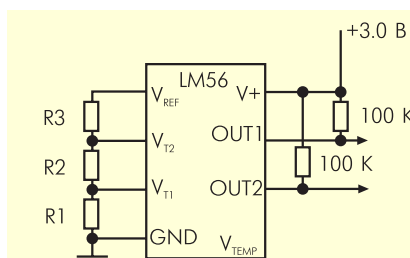 +3.0 В
LM56
VREF
V+
R3
100 K
VT2
OUT1
R2
100 K
VT1
OUT2
R1
GND
VTEMP